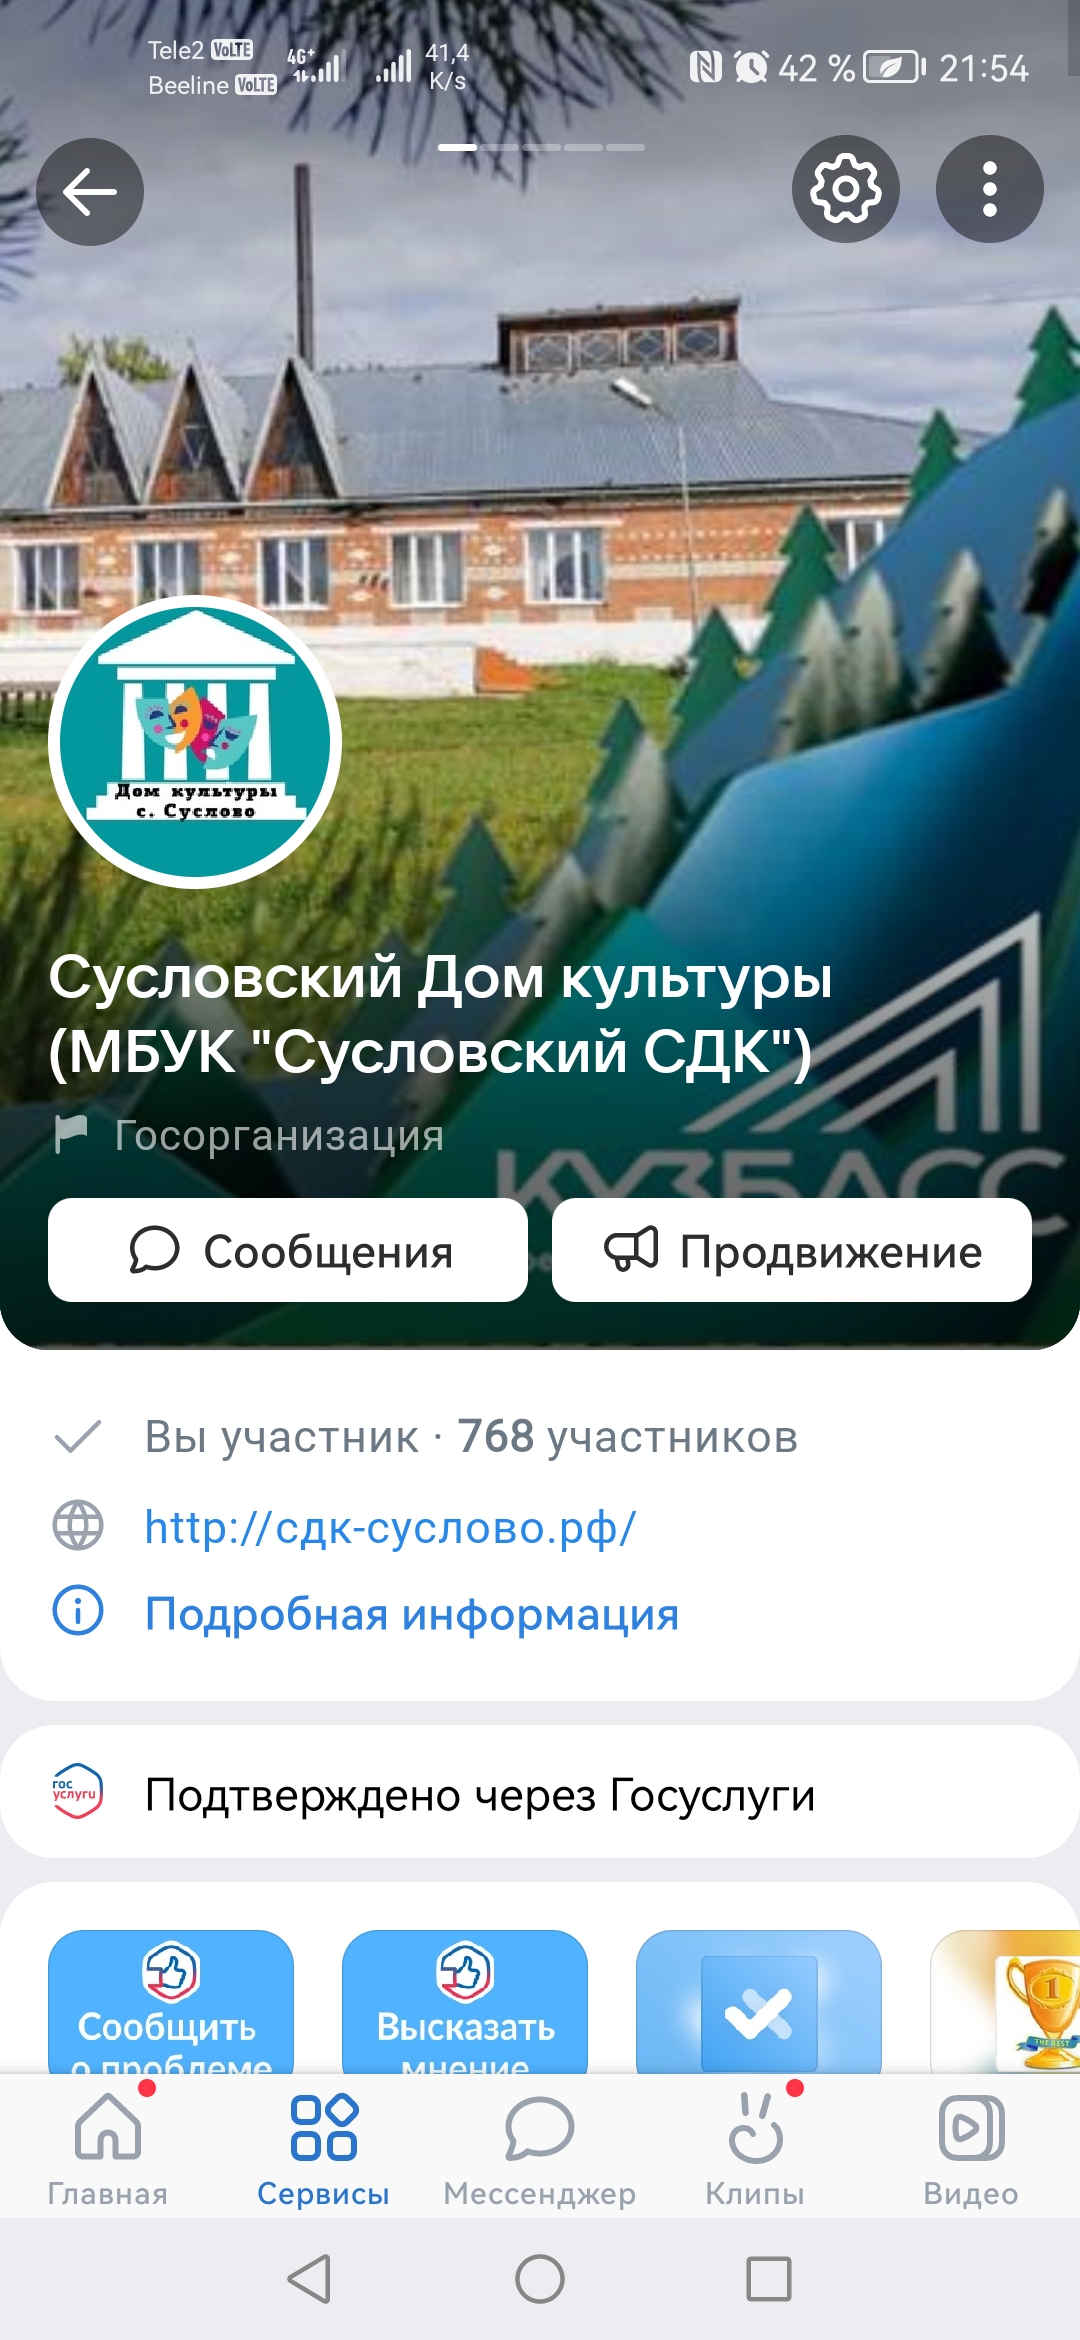 Tele2 VoLTE
Beeline VoLTE
4G+
41,4
K/s
42 %
21:54
Дом культуры
с. Суслово
Сусловский Дом культуры
(МБУК "Сусловский СДК")
Госорганизация
КУЗБАСС
Сообщения
Продвижение
Вы участник · 768 участников
http://сдк-суслово.рф/
Подробная информация
гос
услуги
Подтверждено через Госуслуги
Сообщить
о проблеме
Высказать
мнение
1
THE BEST
Главная
Сервисы
Мессенджер
Клипы
Видео